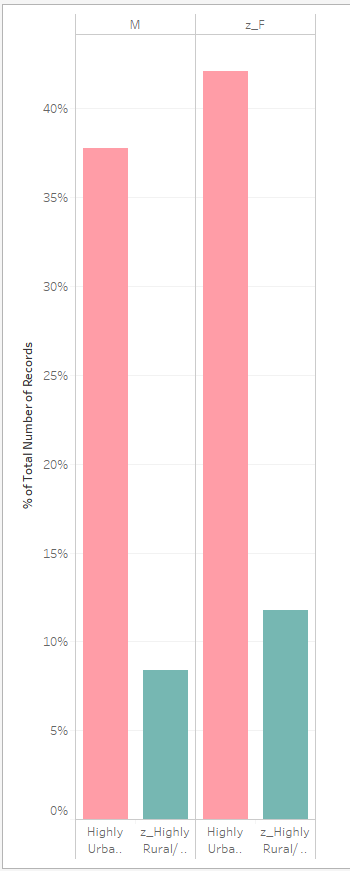 M
z_F
40%
35%
30%
25%
20%
15%
10%
5%
0%
% of Total Number of Records
Highly
Urba..
z_Highly
Rural/ ..
Highly
Urba..
z_Highly
Rural/ ..